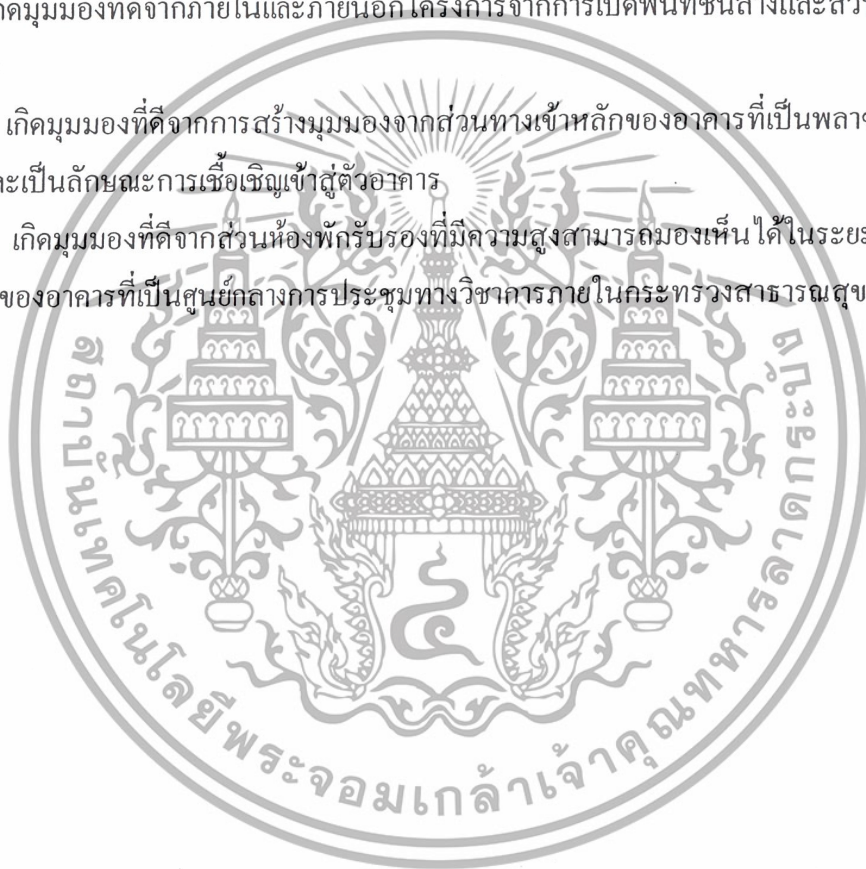 กิดมุมมองที่ดีจากภายในและภายนอกโครงการจากการเปิดพื้นที่ชั้นล่างและส่ว
เกิดมุมมองที่ดีจากการสร้างมุมมองจากส่วนทางเข้าหลักของอาคารที่เป็นพลาซ
ะเป็นลักษณะการเชื้อเชิญเข้าสู่ตัวอาคาร
เกิดมุมมองที่ดีจากส่วนห้องพักรับรองที่มีความสูงสามารถมองเห็นได้ในระยะ
ของอาคารที่เป็นศูนย์กลางการประชุมทางวิชาการภายในกระทรวงสาธารณสุข
สถาบันเทคโนโลยีพระจอมเกล้าเจ้าคุณทหารลาดกระบัง
๔